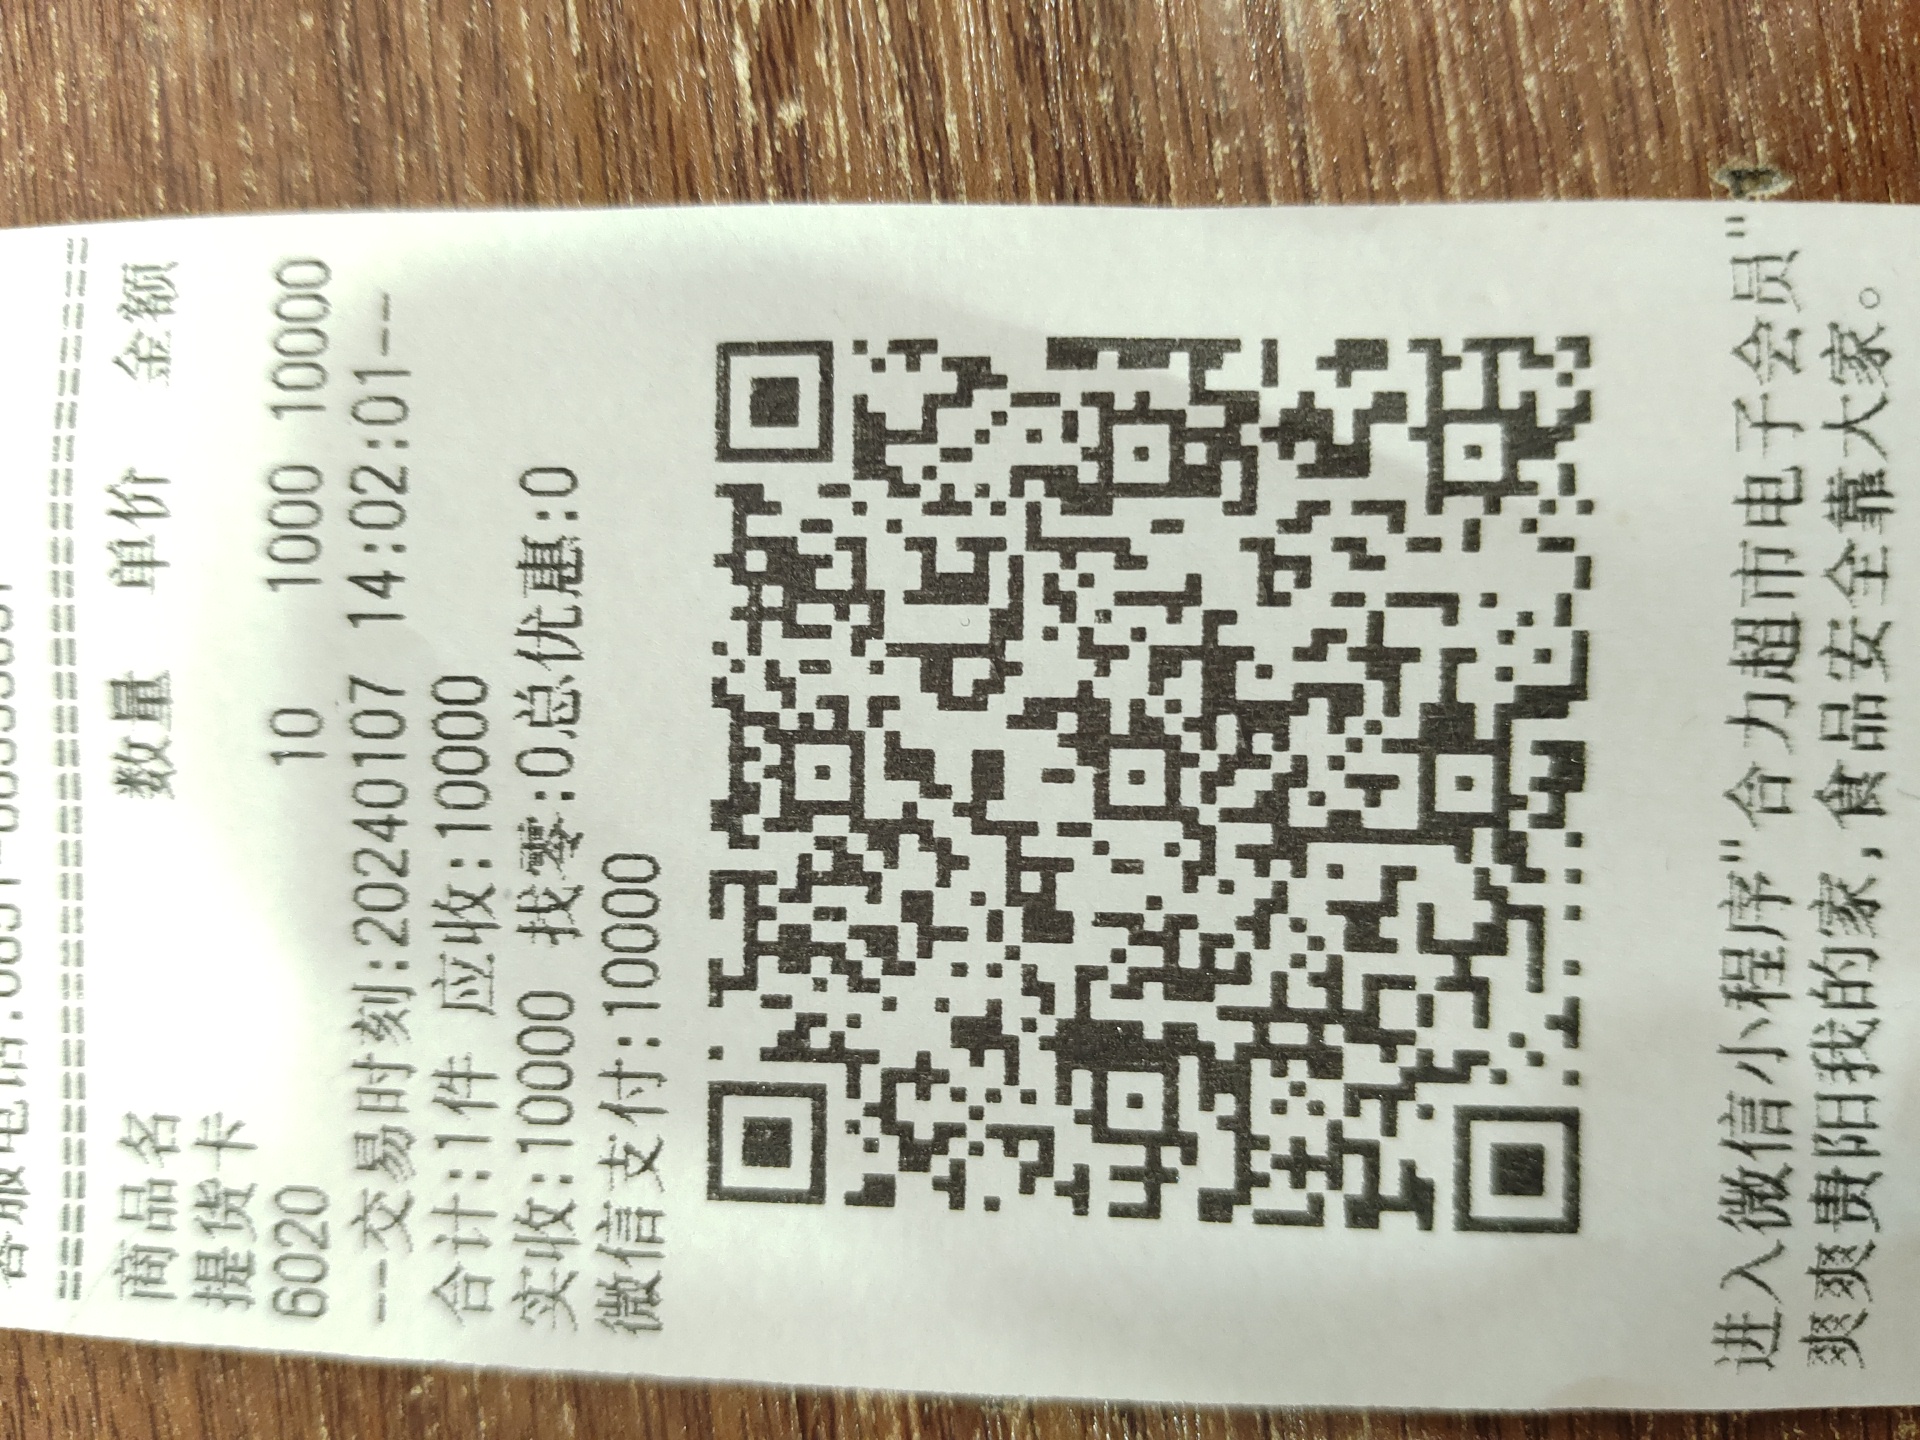 商品名 数量 单价 金额
提货卡
6020 10 1000 10000
--交易时刻:20240107 14:02:01--
合计:1件 应收:10000
实收:10000 找零:0总优惠:0
微信支付:10000
进入微信小程序"合力超市电子会员"
爽爽贵阳我的家,食品安全靠大家。